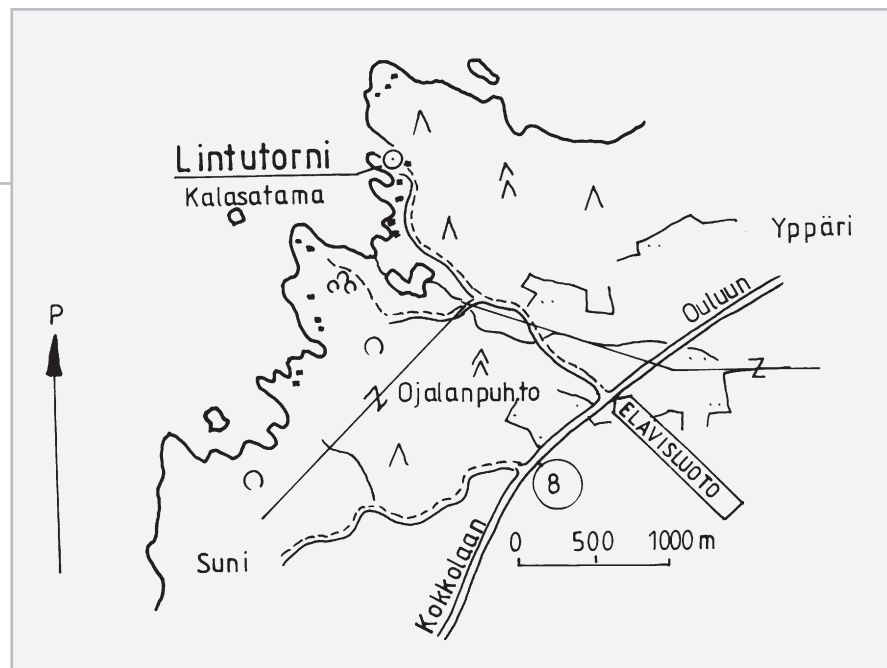 Lintutorni
Kalasatama
Yppäri
P
Ouluun
Ojalanpuhto
ELÄVISLUOTO
8
0 500 1000 m
Suni
Kokkolaan